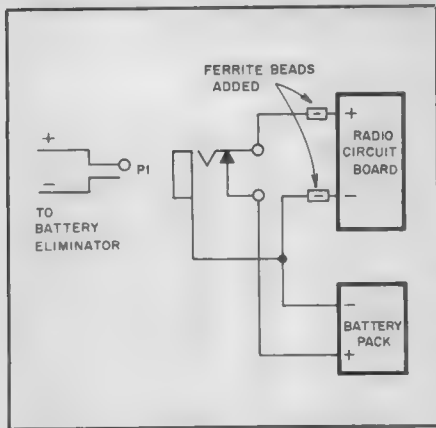 FERRITE BEADS
ADDED
+
RADIO
CIRCUIT
BOARD
−
+
−
P1
TO
BATTERY
ELIMINATOR
−
BATTERY
PACK
+